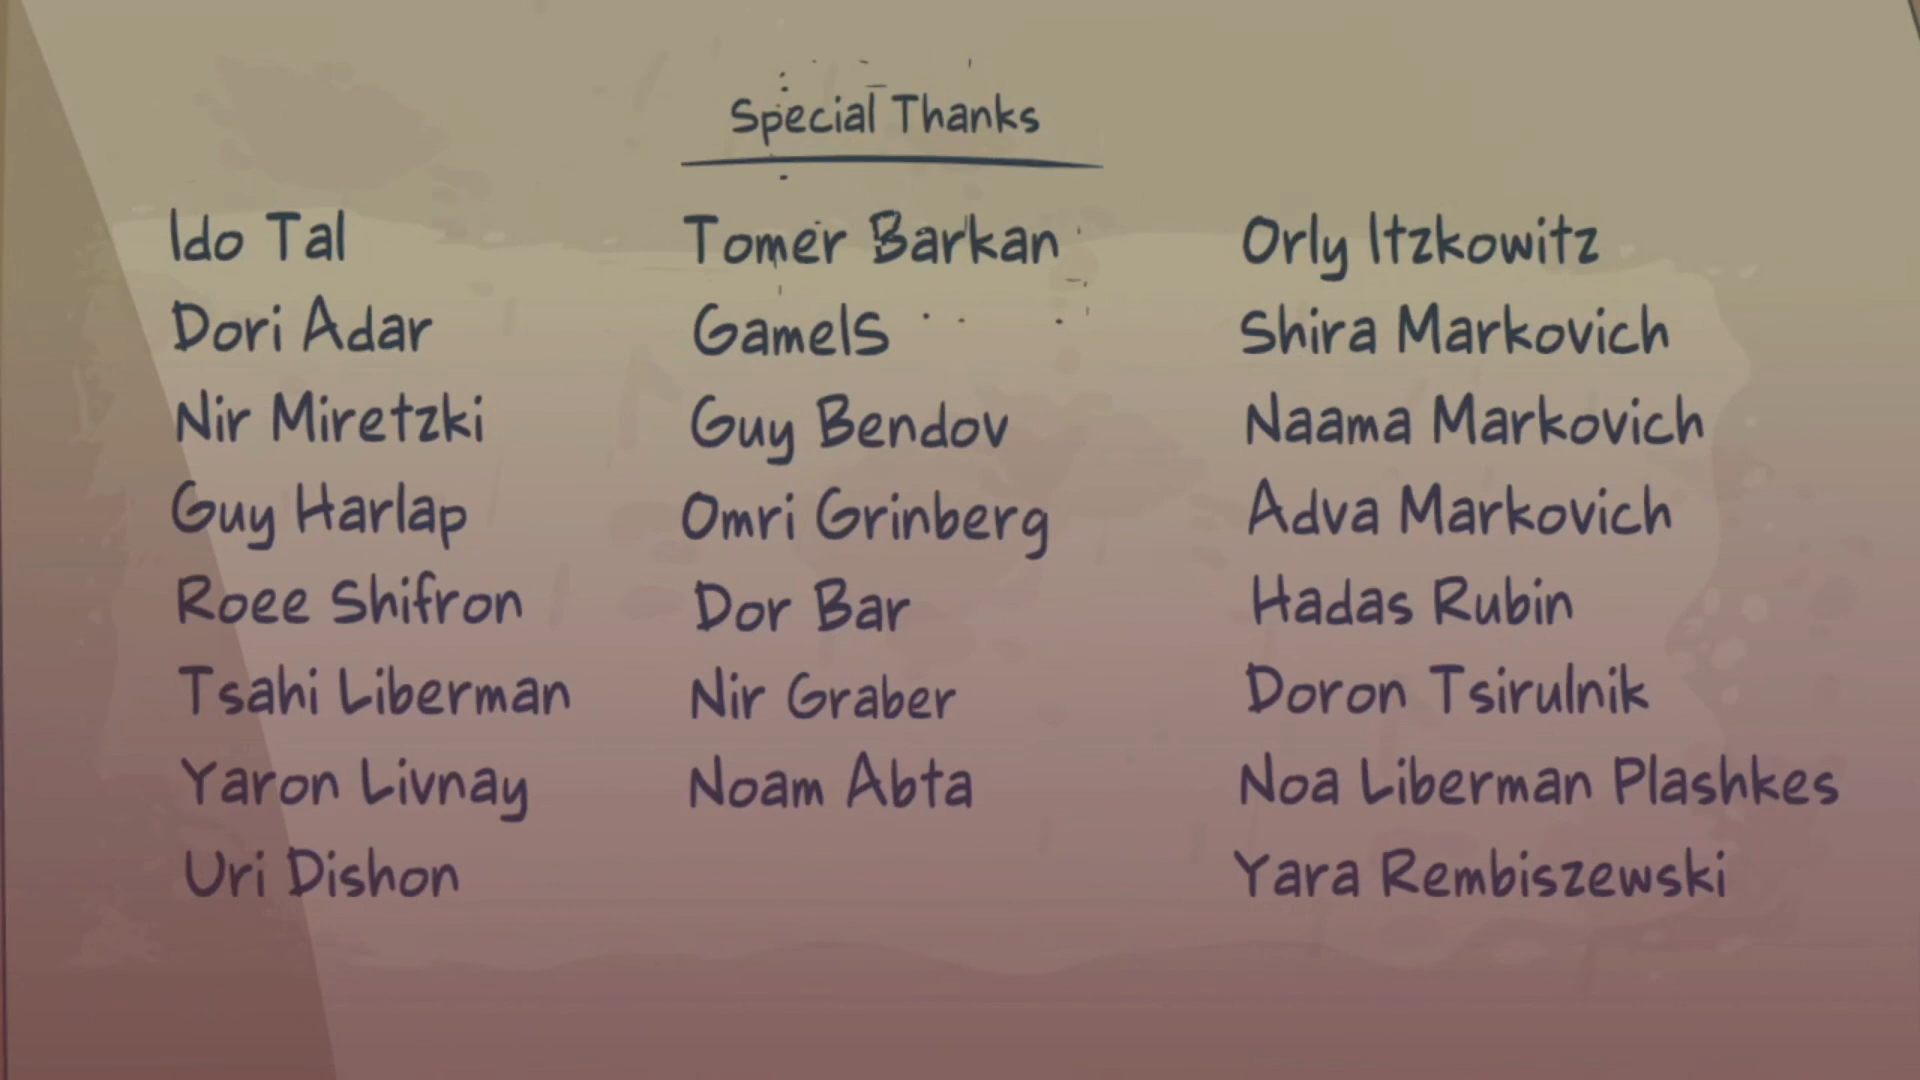 Special Thanks
Ido Tal
Dori Adar
Nir Miretzki
Guy Harlap
Roee Shifron
Tsahi Liberman
Yaron Livnay
Uri Dishon
Tomer Barkan
GameIS
Guy Bendov
Omri Grinberg
Dor Bar
Nir Graber
Noam Abta
Orly Itzkowitz
Shira Markovich
Naama Markovich
Adva Markovich
Hadas Rubin
Doron Tsirulnik
Noa Liberman Plashkes
Yara Rembiszewski